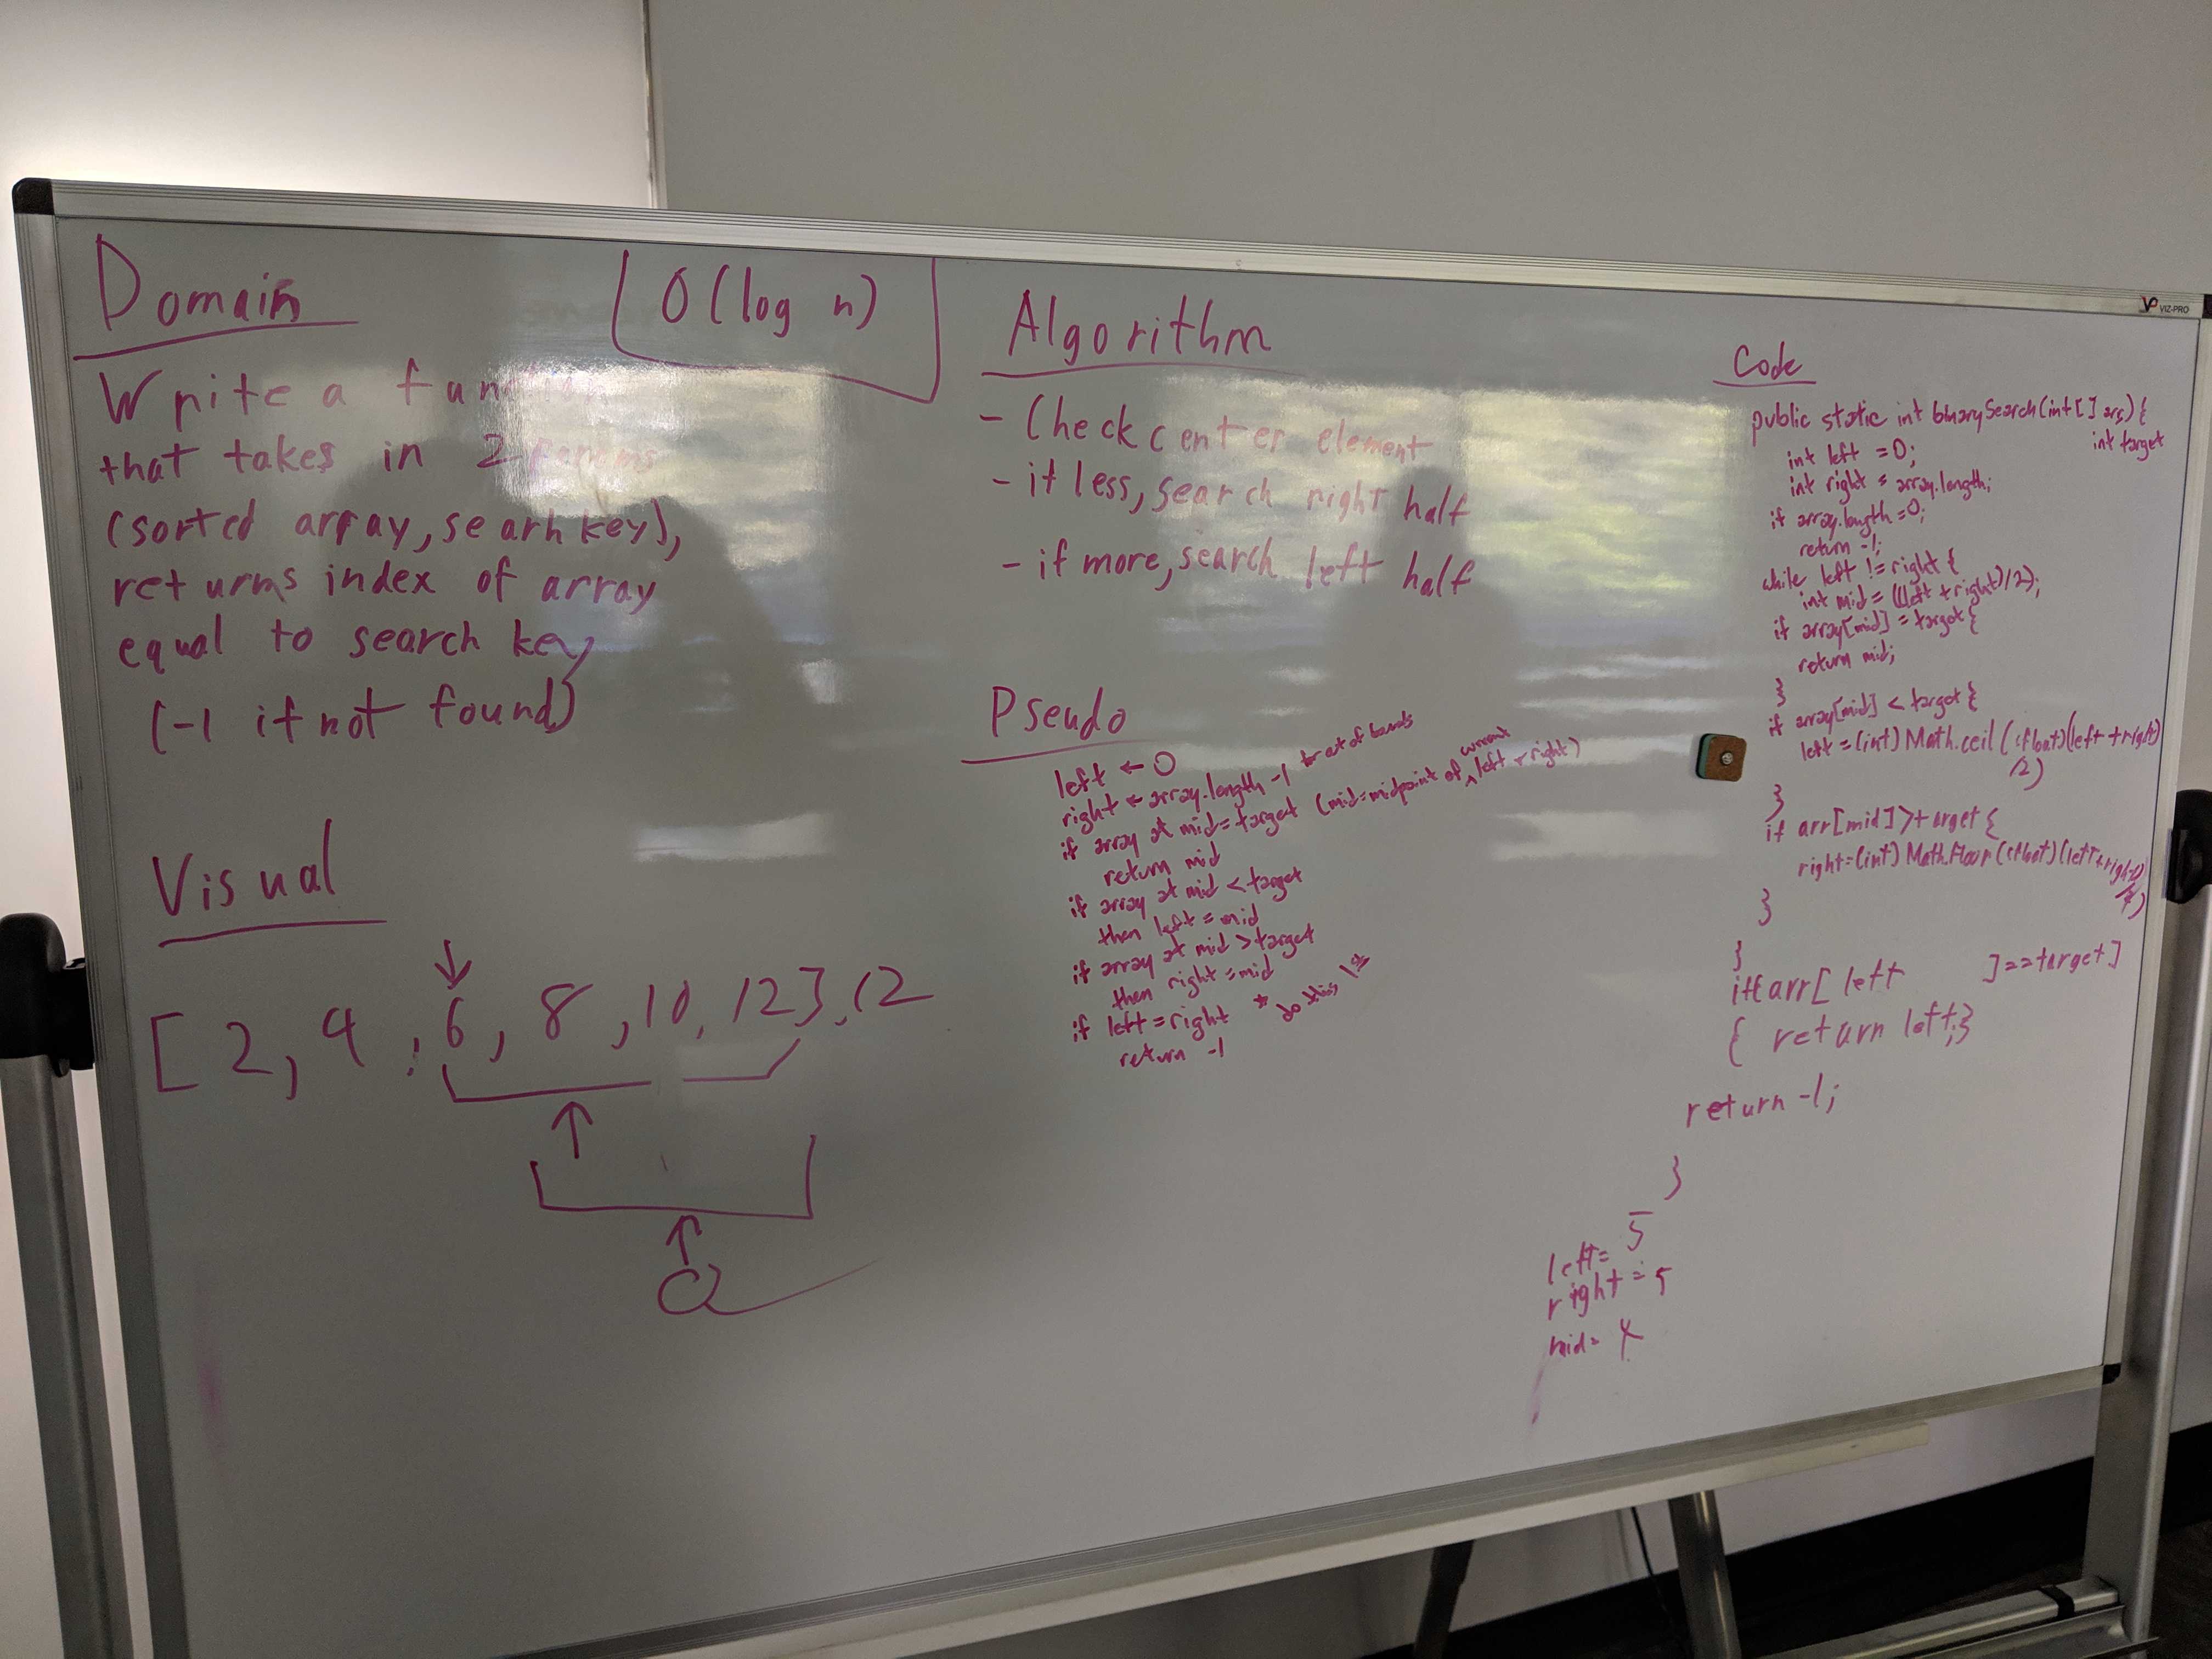 Domain
O(log n)
Write a function
that takes in 2 params
(sorted array, searh key),
returns index of array
equal to search key
(-1 if not found)
Visual
[2, 4, 6, 8, 10, 12], 12
Algorithm
- Check center element
- if less, search right half
- if more, search left half
Pseudo
left ← 0
right ← array.length -1 for out of bounds
if array at mid = target (mid = midpoint of current left + right)
return mid
if array at mid < target
then left = mid
if array at mid > target
then right = mid
if left = right * do this 1st
return -1
VP VIZ-PRO
Code
public static int binarySearch(int[] arr) {
int target
int left = 0;
int right = array.length;
if array.length = 0;
return -1;
while left != right {
int mid = ((left + right)/2);
if array[mid] = target {
return mid;
}
if array[mid] < target {
left = (int) Math.ceil ((float)(left + right)
/2)
}
if arr[mid] > target {
right = (int) Math.floor ((float)(left + right)
}
}
if(arr[left ]==target]
{ return left;}
return -1;
}
left = 5
right = 5
mid = 4